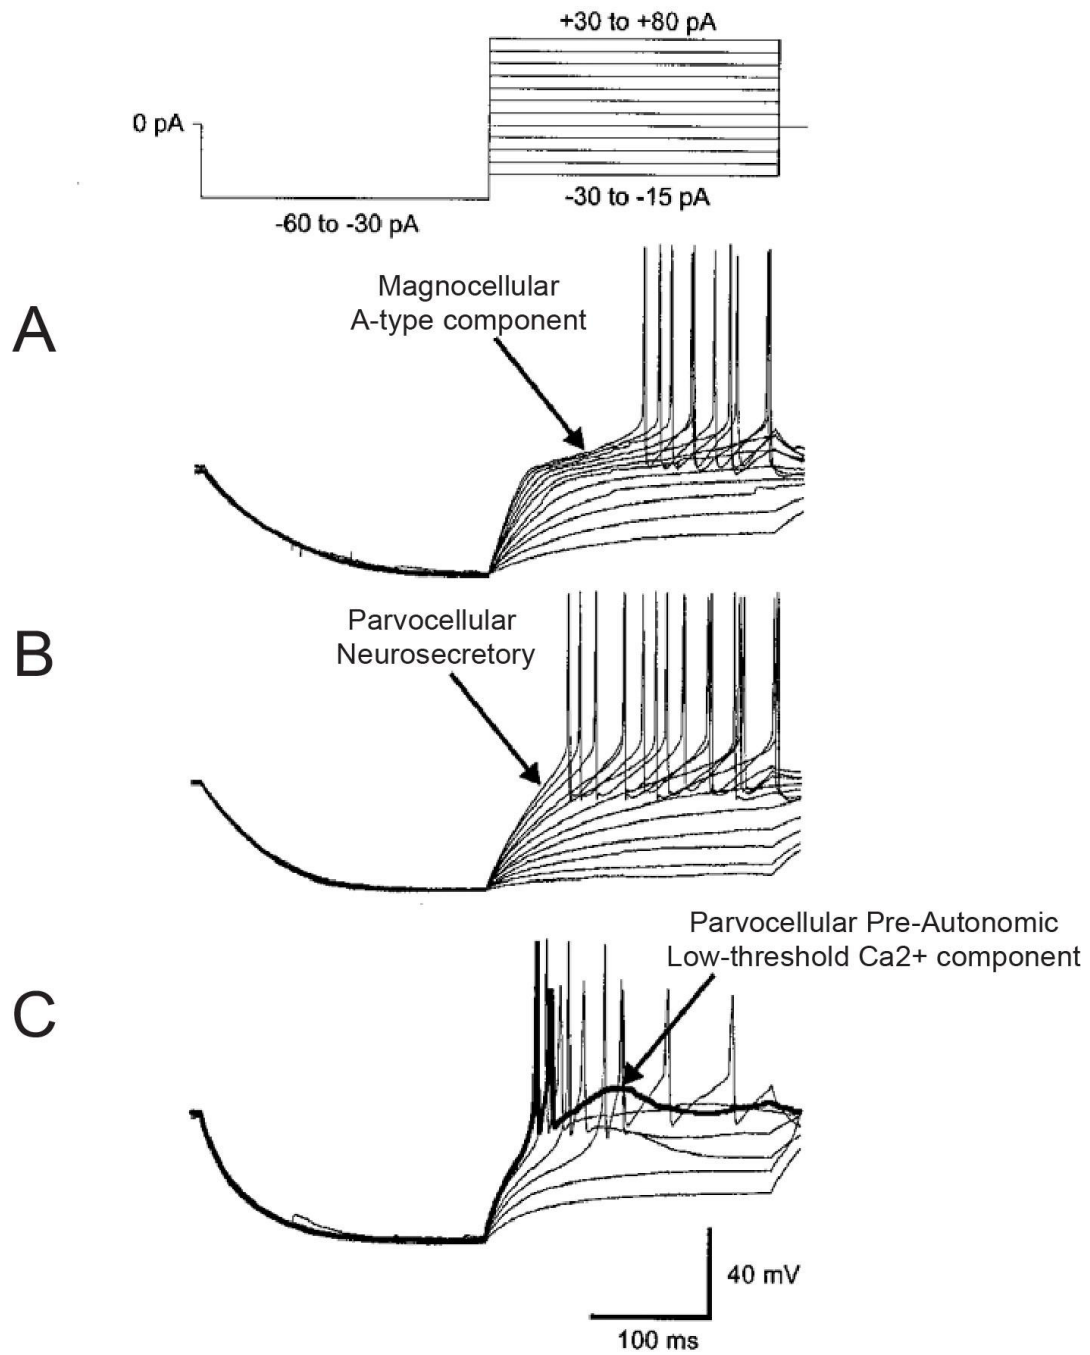 +30 to +80 pA
0 pA
-30 to -15 pA
-60 to -30 pA
Magnocellular
A-type component
A
Parvocellular
Neurosecretory
B
Parvocellular Pre-Autonomic
Low-threshold Ca2+ component
C
40 mV
100 ms